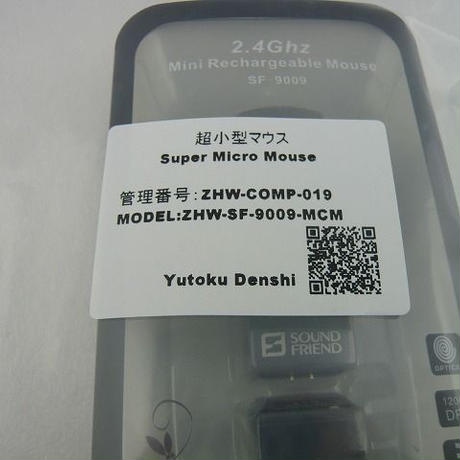 2.4Ghz
Mini Rechargeable Mouse
SF-9009
超小型マウス
Super Micro Mouse
管理番号:ZHW-COMP-019
MODEL:ZHW-SF-9009-MCM
Yutoku Denshi
SOUND
FRIEND
OPTICAL